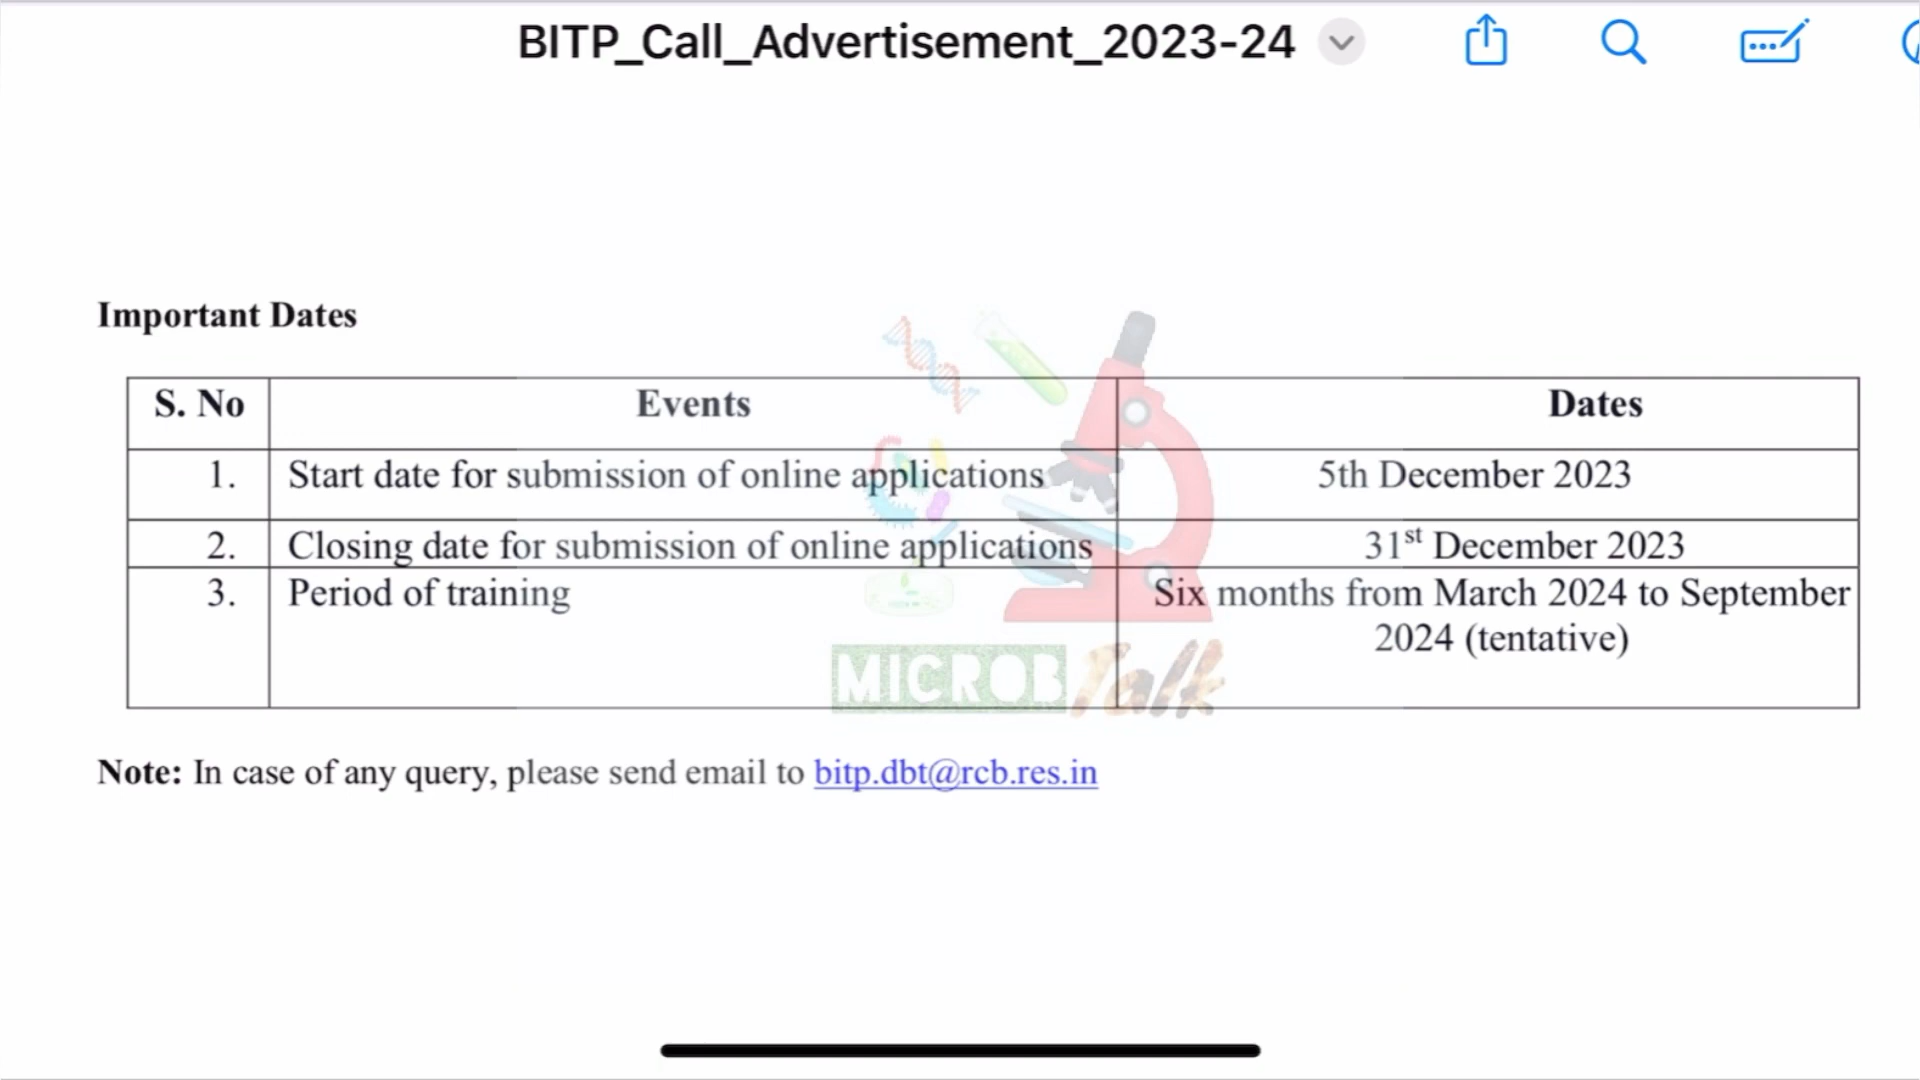 BITP_Call_Advertisement_2023-24
Important Dates
S. No Events Dates
1. Start date for submission of online applications 5th December 2023
2. Closing date for submission of online applications 31st December 2023
3. Period of training Six months from March 2024 to September
2024 (tentative)
MICROB Talk
Note: In case of any query, please send email to bitp.dbt@rcb.res.in